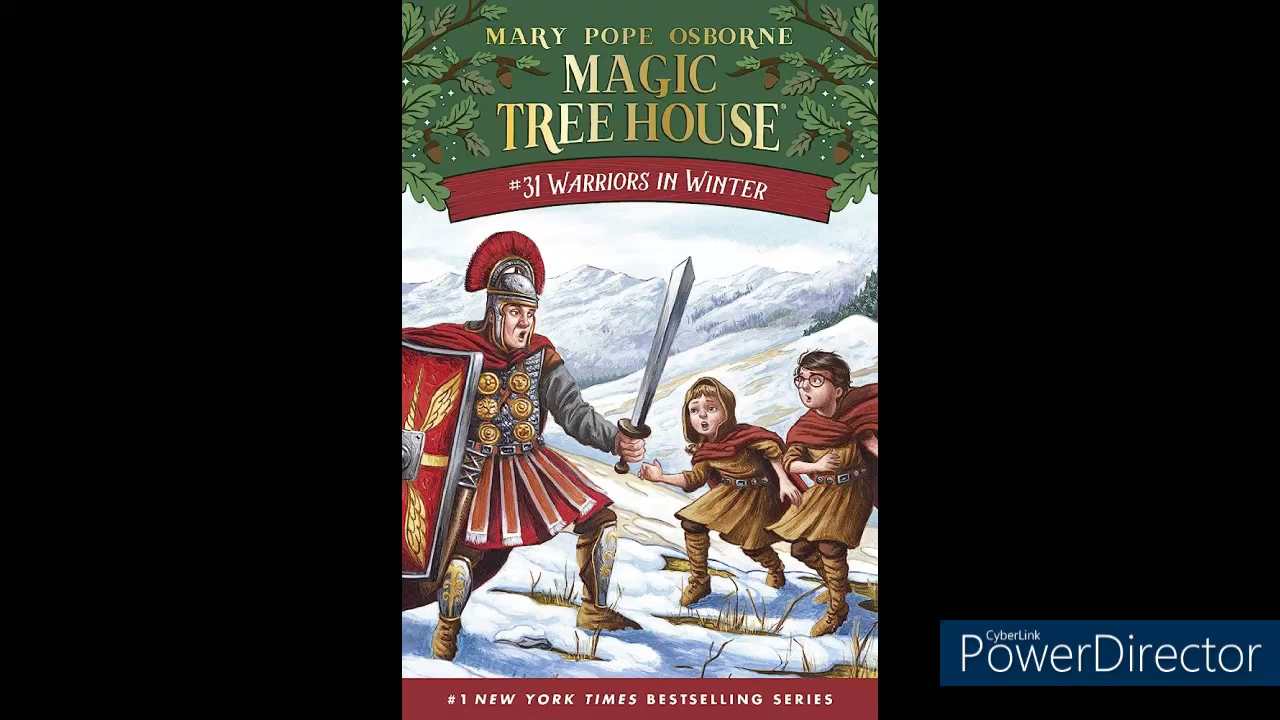 MARY POPE OSBORNE
MAGIC
TREE HOUSE®
#31 WARRIORS IN WINTER
#1 NEW YORK TIMES BESTSELLING SERIES
CyberLink
PowerDirector